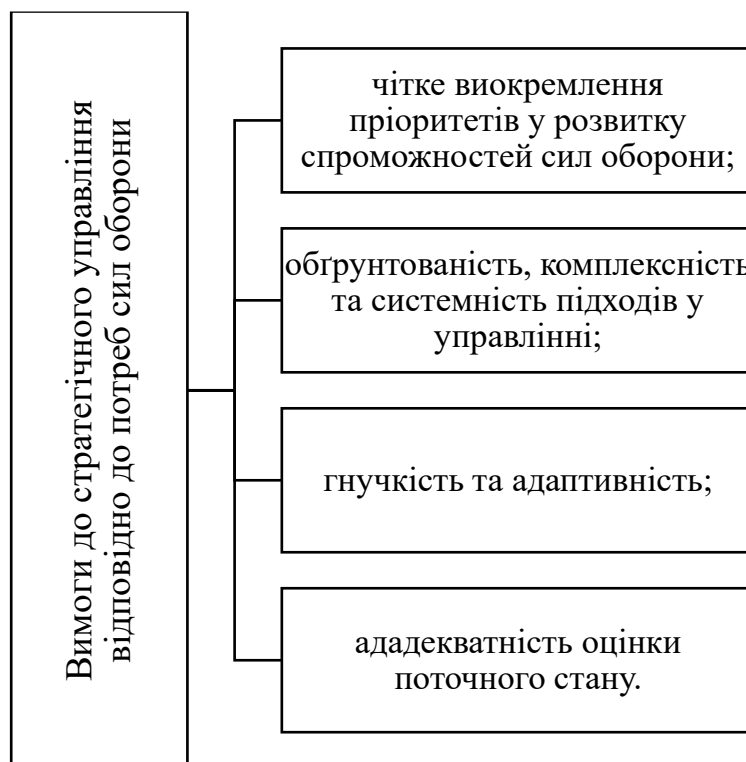 Вимоги до стратегічного управління
відповідно до потреб сил оборони
чітке виокремлення
пріоритетів у розвитку
спроможностей сил оборони;
обґрунтованість, комплексність
та системність підходів у
управлінні;
гнучкість та адаптивність;
ададекватність оцінки
поточного стану.